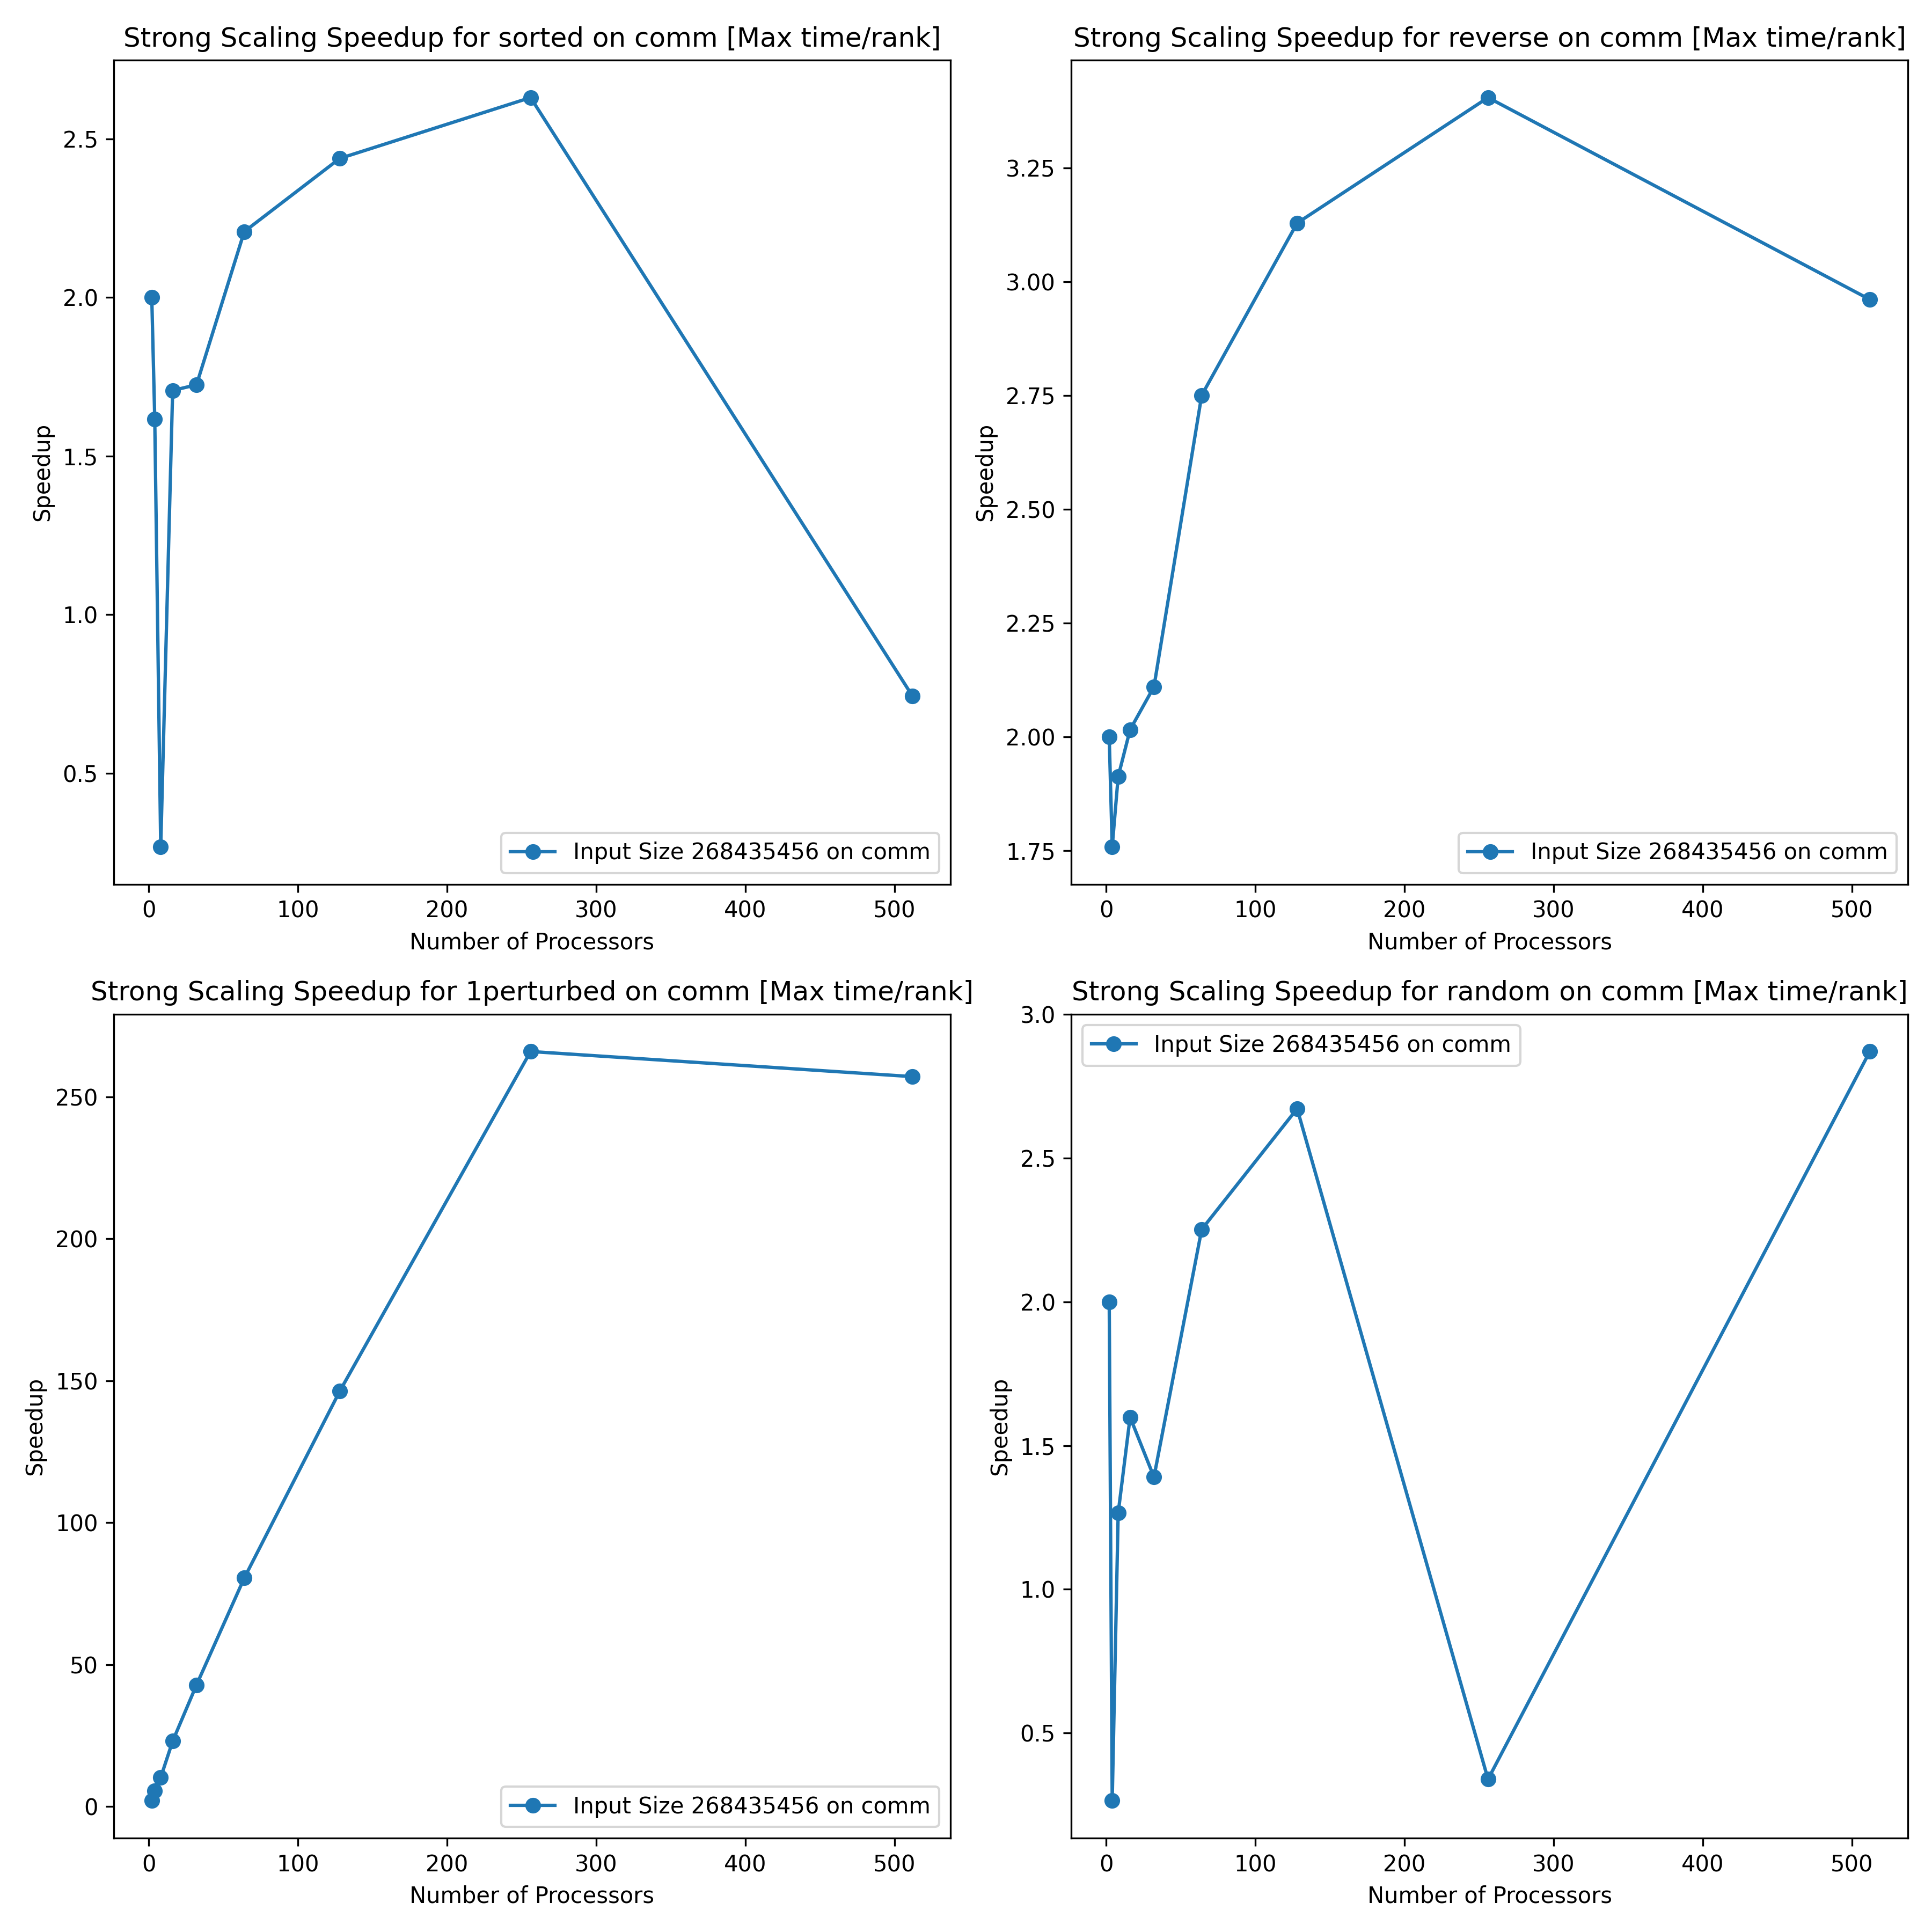 Strong Scaling Speedup for sorted on comm [Max time/rank]
2.5
2.0
1.5
1.0
0.5
Speedup
Input Size 268435456 on comm
0 100 200 300 400 500
Number of Processors
Strong Scaling Speedup for reverse on comm [Max time/rank]
3.25
3.00
2.75
2.50
2.25
2.00
1.75
Speedup
Input Size 268435456 on comm
0 100 200 300 400 500
Number of Processors
Strong Scaling Speedup for 1perturbed on comm [Max time/rank]
250
200
150
100
50
0
Speedup
Input Size 268435456 on comm
0 100 200 300 400 500
Number of Processors
Strong Scaling Speedup for random on comm [Max time/rank]
Input Size 268435456 on comm
3.0
2.5
2.0
1.5
1.0
0.5
Speedup
0 100 200 300 400 500
Number of Processors